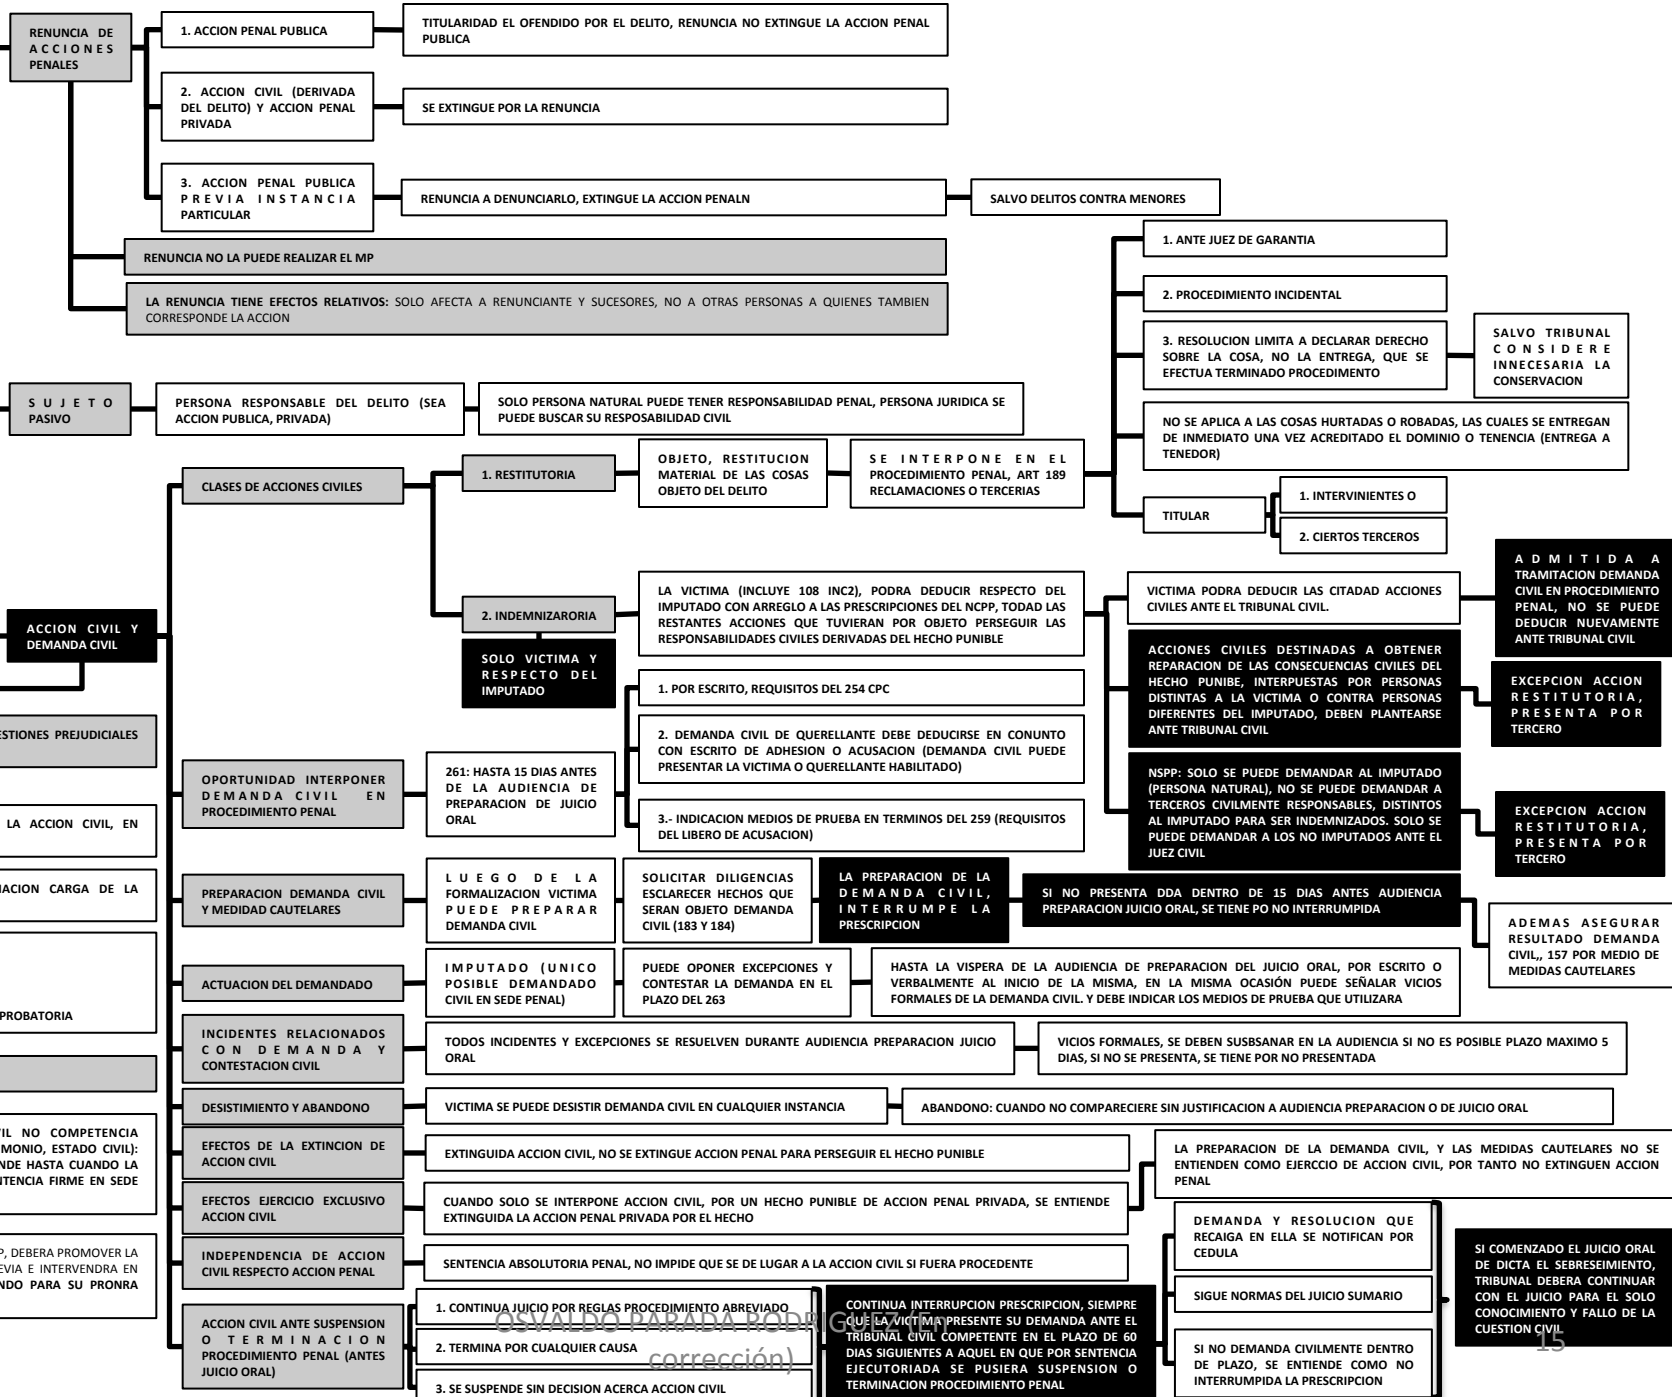 RENUNCIA DE
ACCIONES
PENALES
1. ACCION PENAL PUBLICA
TITULARIDAD EL OFENDIDO POR EL DELITO, RENUNCIA NO EXTINGUE LA ACCION PENAL
PUBLICA
2. ACCION CIVIL (DERIVADA
DEL DELITO) Y ACCION PENAL
PRIVADA
SE EXTINGUE POR LA RENUNCIA
3. ACCION PENAL PUBLICA
PREVIA INSTANCIA
PARTICULAR
RENUNCIA A DENUNCIARLO, EXTINGUE LA ACCION PENALN
SALVO DELITOS CONTRA MENORES
RENUNCIA NO LA PUEDE REALIZAR EL MP
LA RENUNCIA TIENE EFECTOS RELATIVOS: SOLO AFECTA A RENUNCIANTE Y SUCESORES, NO A OTRAS PERSONAS A QUIENES TAMBIEN
CORRESPONDE LA ACCION
SUJETO
PASIVO
PERSONA RESPONSABLE DEL DELITO (SEA
ACCION PUBLICA, PRIVADA)
SOLO PERSONA NATURAL PUEDE TENER RESPONSABILIDAD PENAL, PERSONA JURIDICA SE
PUEDE BUSCAR SU RESPOSABILIDAD CIVIL
ACCION CIVIL Y
DEMANDA CIVIL
CLASES DE ACCIONES CIVILES
1. RESTITUTORIA
OBJETO, RESTITUCION
MATERIAL DE LAS COSAS
OBJETO DEL DELITO
SE INTERPONE EN EL
PROCEDIMIENTO PENAL, ART 189
RECLAMACIONES O TERCERIAS
1. ANTE JUEZ DE GARANTIA
2. PROCEDIMIENTO INCIDENTAL
3. RESOLUCION LIMITA A DECLARAR DERECHO
SOBRE LA COSA, NO LA ENTREGA, QUE SE
EFECTUA TERMINADO PROCEDIMENTO
SALVO TRIBUNAL
CONSIDERE
INNECESARIA LA
CONSERVACION
NO SE APLICA A LAS COSAS HURTADAS O ROBADAS, LAS CUALES SE ENTREGAN
DE INMEDIATO UNA VEZ ACREDITADO EL DOMINIO O TENENCIA (ENTREGA A
TENEDOR)
TITULAR
1. INTERVINIENTES O
2. CIERTOS TERCEROS
2. INDEMNIZARORIA
SOLO VICTIMA Y
RESPECTO DEL
IMPUTADO
LA VICTIMA (INCLUYE 108 INC2), PODRA DEDUCIR RESPECTO DEL
IMPUTADO CON ARREGLO A LAS PRESCRIPCIONES DEL NCPP, TODAD LAS
RESTANTES ACCIONES QUE TUVIERAN POR OBJETO PERSEGUIR LAS
RESPONSABILIDADES CIVILES DERIVADAS DEL HECHO PUNIBLE
VICTIMA PODRA DEDUCIR LAS CITADAD ACCIONES
CIVILES ANTE EL TRIBUNAL CIVIL.
ADMITIDA A
TRAMITACION DEMANDA
CIVIL EN PROCEDIMIENTO
PENAL, NO SE PUEDE
DEDUCIR NUEVAMENTE
ANTE TRIBUNAL CIVIL
ACCIONES CIVILES DESTINADAS A OBTENER
REPARACION DE LAS CONSECUENCIAS CIVILES DEL
HECHO PUNIBE, INTERPUESTAS POR PERSONAS
DISTINTAS A LA VICTIMA O CONTRA PERSONAS
DIFERENTES DEL IMPUTADO, DEBEN PLANTEARSE
ANTE TRIBUNAL CIVIL
EXCEPCION ACCION
RESTITUTORIA,
PRESENTA POR
TERCERO
NSPP: SOLO SE PUEDE DEMANDAR AL IMPUTADO
(PERSONA NATURAL), NO SE PUEDE DEMANDAR A
TERCEROS CIVILMENTE RESPONSABLES, DISTINTOS
AL IMPUTADO PARA SER INDEMNIZADOS. SOLO SE
PUEDE DEMANDAR A LOS NO IMPUTADOS ANTE EL
JUEZ CIVIL
EXCEPCION ACCION
RESTITUTORIA,
PRESENTA POR
TERCERO
OPORTUNIDAD INTERPONER
DEMANDA CIVIL EN
PROCEDIMIENTO PENAL
261: HASTA 15 DIAS ANTES
DE LA AUDIENCIA DE
PREPARACION DE JUICIO
ORAL
1. POR ESCRITO, REQUISITOS DEL 254 CPC
2. DEMANDA CIVIL DE QUERELLANTE DEBE DEDUCIRSE EN CONUNTO
CON ESCRITO DE ADHESION O ACUSACION (DEMANDA CIVIL PUEDE
PRESENTAR LA VICTIMA O QUERELLANTE HABILITADO)
3.- INDICACION MEDIOS DE PRUEBA EN TERMINOS DEL 259 (REQUISITOS
DEL LIBERO DE ACUSACION)
PREPARACION DEMANDA CIVIL
Y MEDIDAD CAUTELARES
LUEGO DE LA
FORMALIZACION VICTIMA
PUEDE PREPARAR
DEMANDA CIVIL
SOLICITAR DILIGENCIAS
ESCLARECER HECHOS QUE
SERAN OBJETO DEMANDA
CIVIL (183 Y 184)
LA PREPARACION DE LA
DEMANDA CIVIL,
INTERRUMPE LA
PRESCRIPCION
SI NO PRESENTA DDA DENTRO DE 15 DIAS ANTES AUDIENCIA
PREPARACION JUICIO ORAL, SE TIENE PO NO INTERRUMPIDA
ADEMAS ASEGURAR
RESULTADO DEMANDA
CIVIL,, 157 POR MEDIO DE
MEDIDAS CAUTELARES
ACTUACION DEL DEMANDADO
IMPUTADO (UNICO
POSIBLE DEMANDADO
CIVIL EN SEDE PENAL)
PUEDE OPONER EXCEPCIONES Y
CONTESTAR LA DEMANDA EN EL
PLAZO DEL 263
HASTA LA VISPERA DE LA AUDIENCIA DE PREPARACION DEL JUICIO ORAL, POR ESCRITO O
VERBALMENTE AL INICIO DE LA MISMA, EN LA MISMA OCASIÓN PUEDE SEÑALAR VICIOS
FORMALES DE LA DEMANDA CIVIL. Y DEBE INDICAR LOS MEDIOS DE PRUEBA QUE UTILIZARA
INCIDENTES RELACIONADOS
CON DEMANDA Y
CONTESTACION CIVIL
TODOS INCIDENTES Y EXCEPCIONES SE RESUELVEN DURANTE AUDIENCIA PREPARACION JUICIO
ORAL
VICIOS FORMALES, SE DEBEN SUSBSANAR EN LA AUDIENCIA SI NO ES POSIBLE PLAZO MAXIMO 5
DIAS, SI NO SE PRESENTA, SE TIENE POR NO PRESENTADA
DESISTIMIENTO Y ABANDONO
VICTIMA SE PUEDE DESISTIR DEMANDA CIVIL EN CUALQUIER INSTANCIA
ABANDONO: CUANDO NO COMPARECIERE SIN JUSTIFICACION A AUDIENCIA PREPARACION O DE JUICIO ORAL
EFECTOS DE LA EXTINCION DE
ACCION CIVIL
EXTINGUIDA ACCION CIVIL, NO SE EXTINGUE ACCION PENAL PARA PERSEGUIR EL HECHO PUNIBLE
EFECTOS EJERCICIO EXCLUSIVO
ACCION CIVIL
CUANDO SOLO SE INTERPONE ACCION CIVIL, POR UN HECHO PUNIBLE DE ACCION PENAL PRIVADA, SE ENTIENDE
EXTINGUIDA LA ACCION PENAL PRIVADA POR EL HECHO
LA PREPARACION DE LA DEMANDA CIVIL, Y LAS MEDIDAS CAUTELARES NO SE
ENTIENDEN COMO EJERCCIO DE ACCION CIVIL, POR TANTO NO EXTINGUEN ACCION
PENAL
INDEPENDENCIA DE ACCION
CIVIL RESPECTO ACCION PENAL
SENTENCIA ABSOLUTORIA PENAL, NO IMPIDE QUE SE DE LUGAR A LA ACCION CIVIL SI FUERA PROCEDENTE
ACCION CIVIL ANTE SUSPENSION
O TERMINACION
PROCEDIMIENTO PENAL (ANTES
JUICIO ORAL)
1. CONTINUA JUICIO POR REGLAS PROCEDIMIENTO ABREVIADO
2. TERMINA POR CUALQUIER CAUSA
3. SE SUSPENDE SIN DECISION ACERCA ACCION CIVIL
CONTINUA INTERRUPCION PRESCRIPCION, SIEMPRE
QUE LA VICTIMA PRESENTE SU DEMANDA ANTE EL
TRIBUNAL CIVIL COMPETENTE EN EL PLAZO DE 60
DIAS SIGUIENTES A AQUEL EN QUE POR SENTENCIA
EJECUTORIADA SE PUSIERA SUSPENSION O
TERMINACION PROCEDIMIENTO PENAL
DEMANDA Y RESOLUCION QUE
RECAIGA EN ELLA SE NOTIFICAN POR
CEDULA
SIGUE NORMAS DEL JUICIO SUMARIO
SI NO DEMANDA CIVILMENTE DENTRO
DE PLAZO, SE ENTIENDE COMO NO
INTERRUMPIDA LA PRESCRIPCION
SI COMENZADO EL JUICIO ORAL
DE DICTA EL SEBRESEIMIENTO,
TRIBUNAL DEBERA CONTINUAR
CON EL JUICIO PARA EL SOLO
CONOCIMIENTO Y FALLO DE LA
CUESTION CIVIL
ESTIONES PREJUDICIALES
LA ACCION CIVIL, EN
MACION CARGA DE LA
PROBATORIA
VIL NO COMPETENCIA
MONIO, ESTADO CIVIL):
NDE HASTA CUANDO LA
NTENCIA FIRME EN SEDE
P, DEBERA PROMOVER LA
EVIA E INTERVENDRA EN
NDO PARA SU PRONRA
OSVALDO PARADA RODRIGUEZ (En
corrección)
15